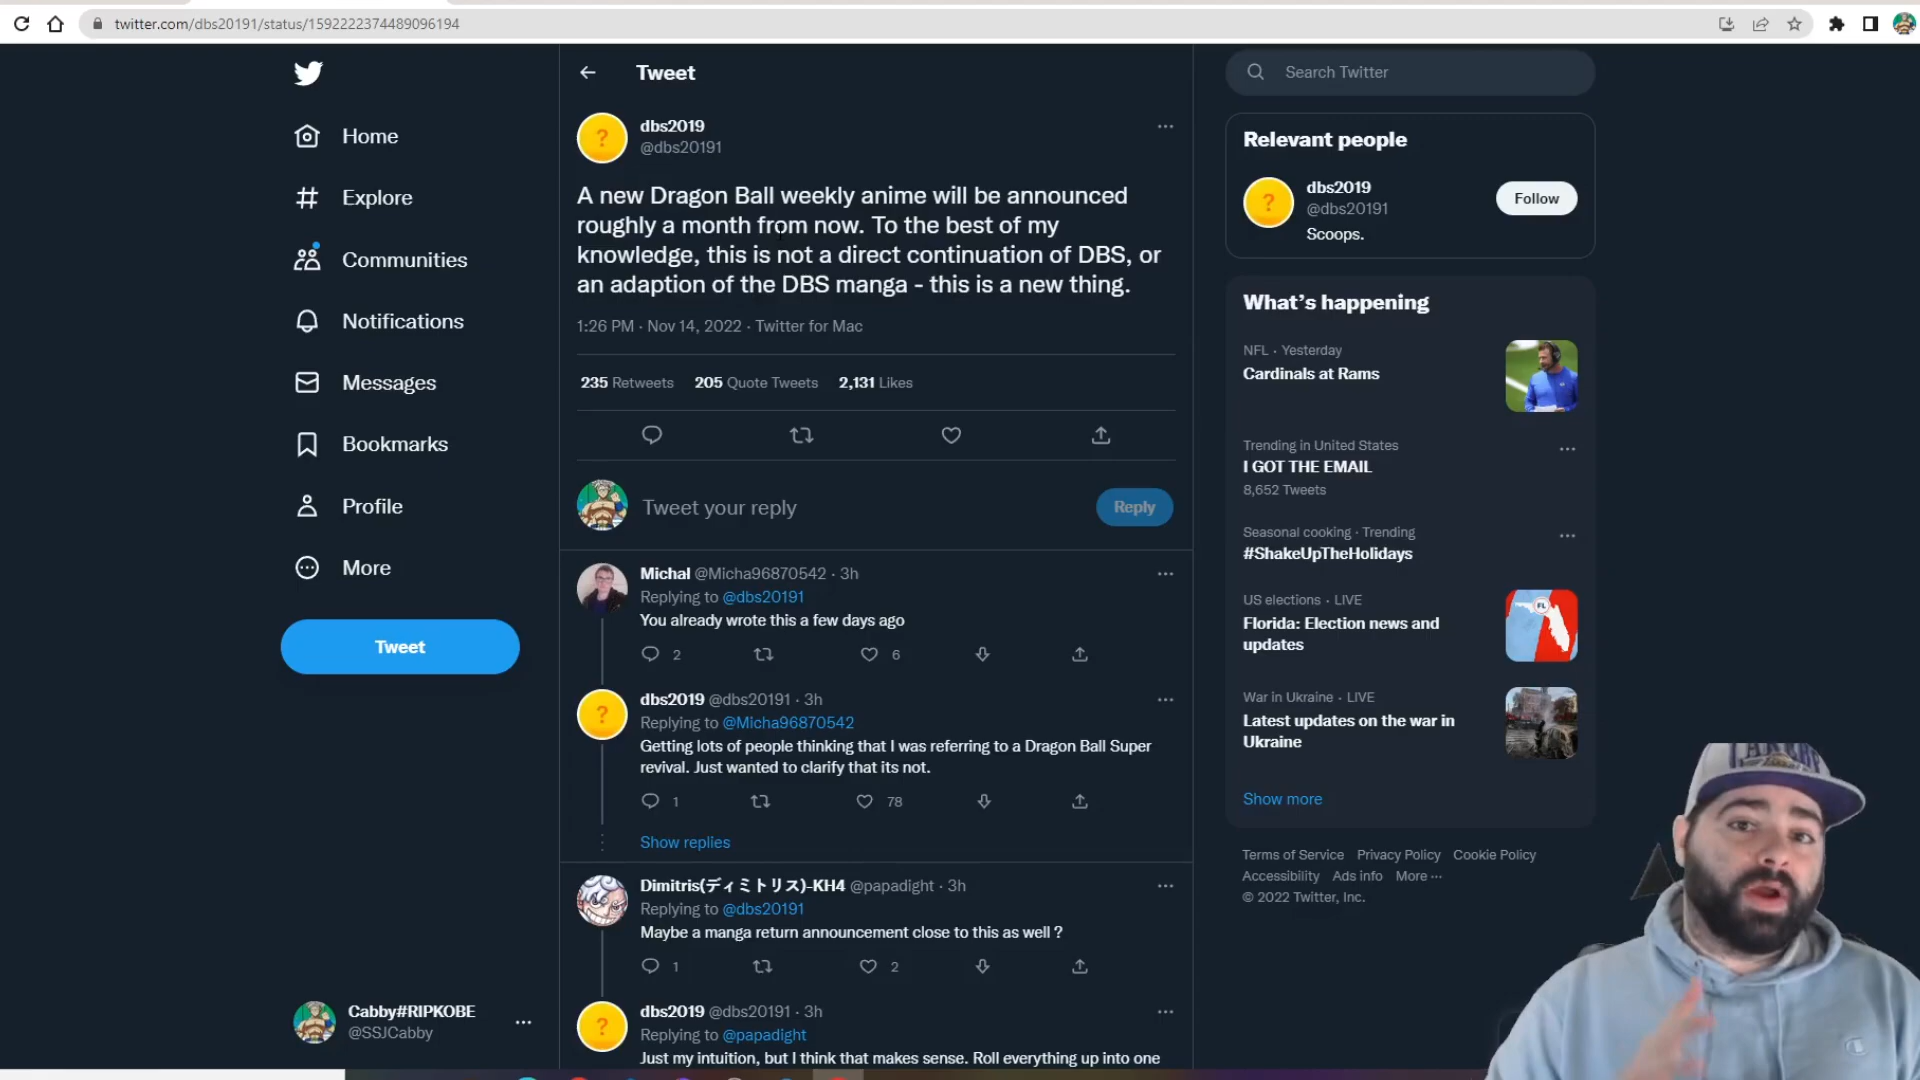 twitter.com/dbs20191/status/1592222374489096194
Home
Explore
Communities
Notifications
Messages
Bookmarks
Profile
More
Tweet
Cabby#RIPKOBE
@SSJCabby
Tweet
dbs2019
@dbs20191
A new Dragon Ball weekly anime will be announced
roughly a month from now. To the best of my
knowledge, this is not a direct continuation of DBS, or
an adaption of the DBS manga - this is a new thing.
1:26 PM · Nov 14, 2022 · Twitter for Mac
235 Retweets 205 Quote Tweets 2,131 Likes
Tweet your reply
Reply
Michal @Micha96870542 · 3h
Replying to @dbs20191
You already wrote this a few days ago
2 6
dbs2019 @dbs20191 · 3h
Replying to @Micha96870542
Getting lots of people thinking that I was referring to a Dragon Ball Super
revival. Just wanted to clarify that its not.
1 78
Show replies
Dimitris(ディミトリス)-KH4 @papadight · 3h
Replying to @dbs20191
Maybe a manga return announcement close to this as well ?
1 2
dbs2019 @dbs20191 · 3h
Replying to @papadight
Just my intuition, but I think that makes sense. Roll everything up into one
Search Twitter
Relevant people
dbs2019
@dbs20191
Follow
Scoops.
What's happening
NFL · Yesterday
Cardinals at Rams
Trending in United States
I GOT THE EMAIL
8,652 Tweets
Seasonal cooking · Trending
#ShakeUpTheHolidays
US elections · LIVE
Florida: Election news and
updates
FL
War in Ukraine · LIVE
Latest updates on the war in
Ukraine
Show more
Terms of Service Privacy Policy Cookie Policy
Accessibility Ads info More ···
© 2022 Twitter, Inc.